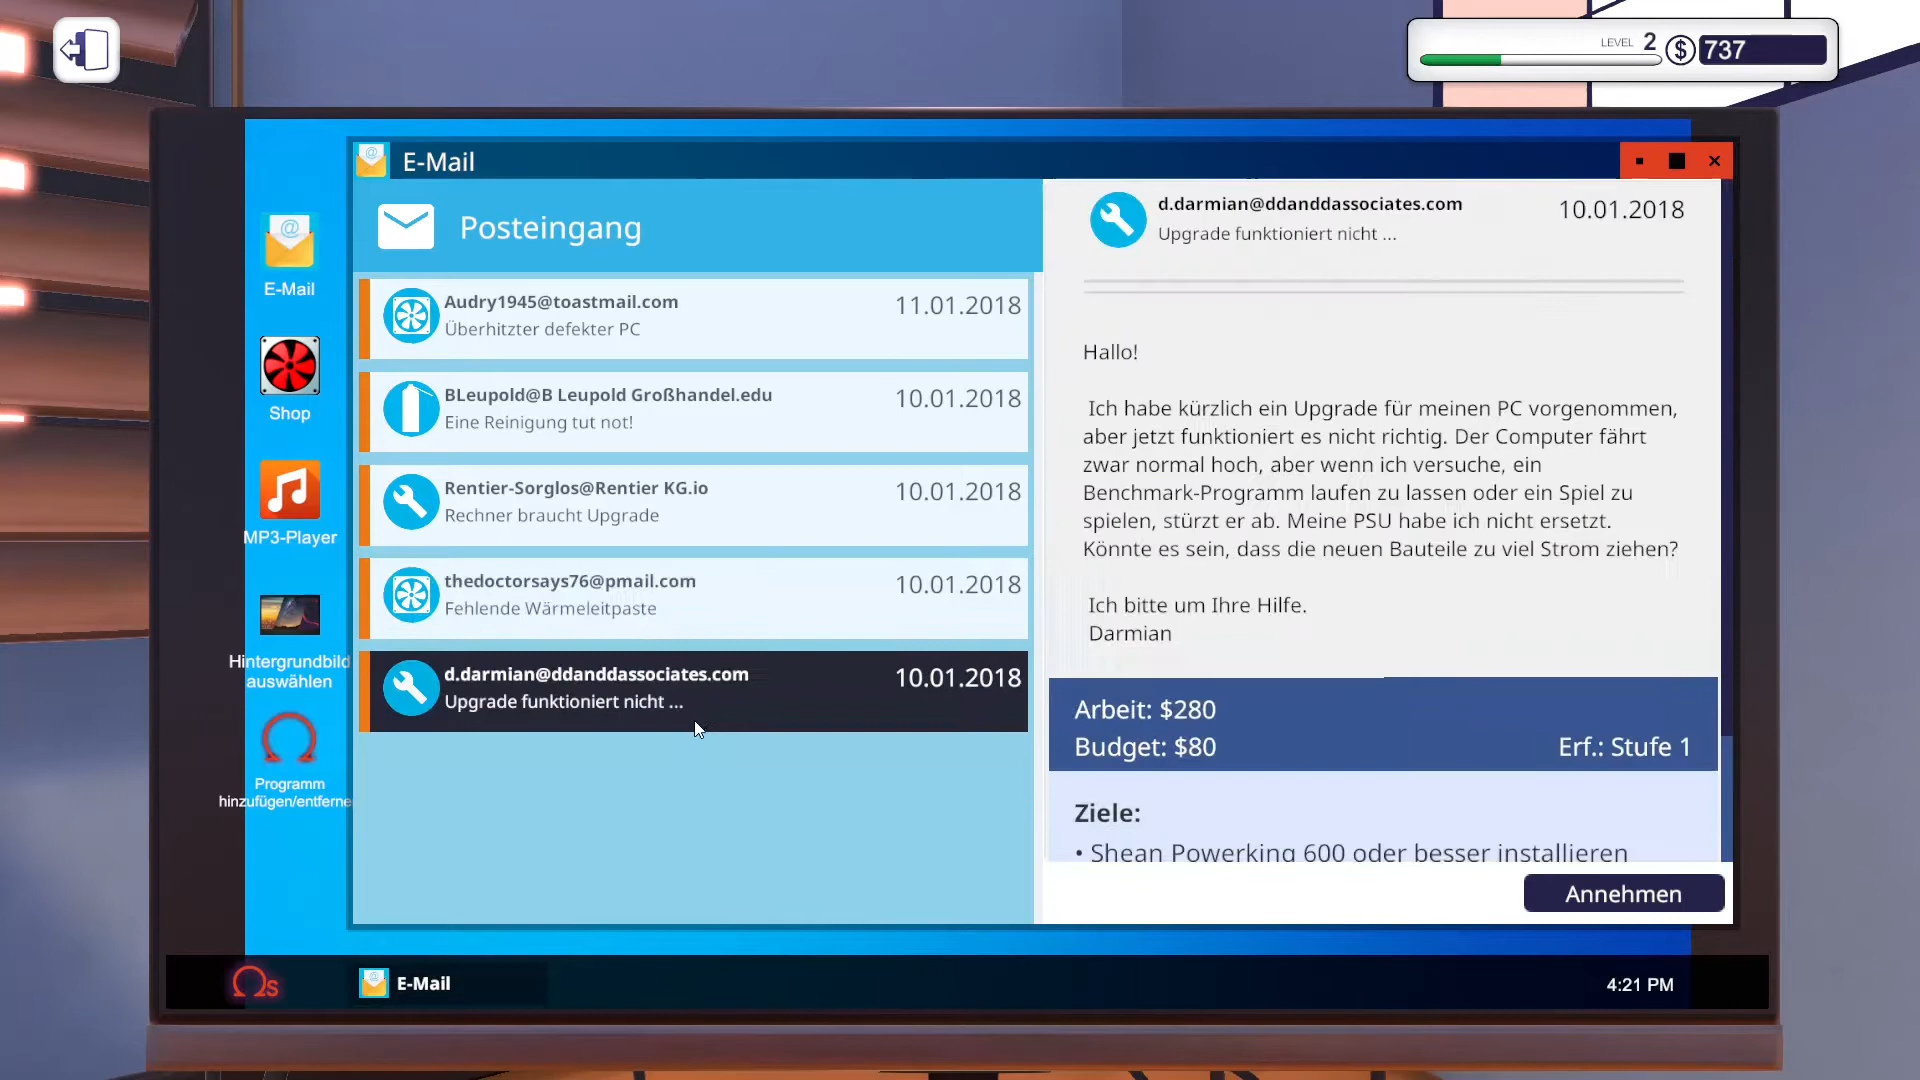 LEVEL 2
737
E-Mail
E-Mail
Shop
MP3-Player
Hintergrundbild
auswählen
Programm
hinzufügen/entferne
Posteingang
Audry1945@toastmail.com
11.01.2018
Überhitzter defekter PC
BLeupold@B Leupold Großhandel.edu
10.01.2018
Eine Reinigung tut not!
Rentier-Sorglos@Rentier KG.io
10.01.2018
Rechner braucht Upgrade
thedoctorsays76@pmail.com
10.01.2018
Fehlende Wärmeleitpaste
d.darmian@ddanddassociates.com
10.01.2018
Upgrade funktioniert nicht ...
d.darmian@ddanddassociates.com
10.01.2018
Upgrade funktioniert nicht ...
Hallo!
Ich habe kürzlich ein Upgrade für meinen PC vorgenommen,
aber jetzt funktioniert es nicht richtig. Der Computer fährt
zwar normal hoch, aber wenn ich versuche, ein
Benchmark-Programm laufen zu lassen oder ein Spiel zu
spielen, stürzt er ab. Meine PSU habe ich nicht ersetzt.
Könnte es sein, dass die neuen Bauteile zu viel Strom ziehen?
Ich bitte um Ihre Hilfe.
Darmian
Arbeit: $280
Budget: $80
Erf.: Stufe 1
Ziele:
• Shean Powerking 600 oder besser installieren
Annehmen
Ωs
E-Mail
4:21 PM